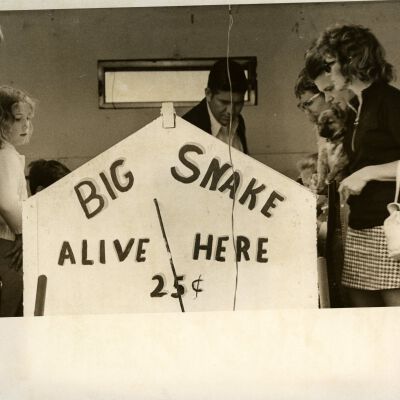 BIG SNAKE
ALIVE HERE
25¢